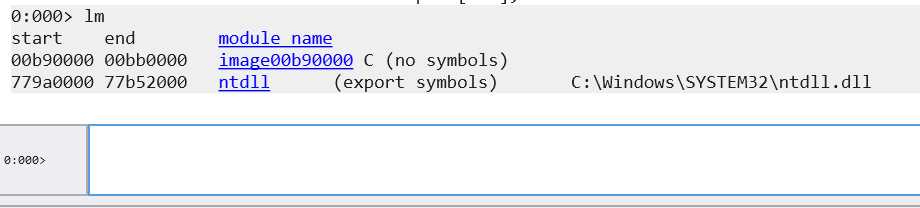 0:000> lm
start    end        module name
00b90000 00bb0000   image00b90000 C (no symbols)
779a0000 77b52000   ntdll      (export symbols)       C:\Windows\SYSTEM32\ntdll.dll
0:000>